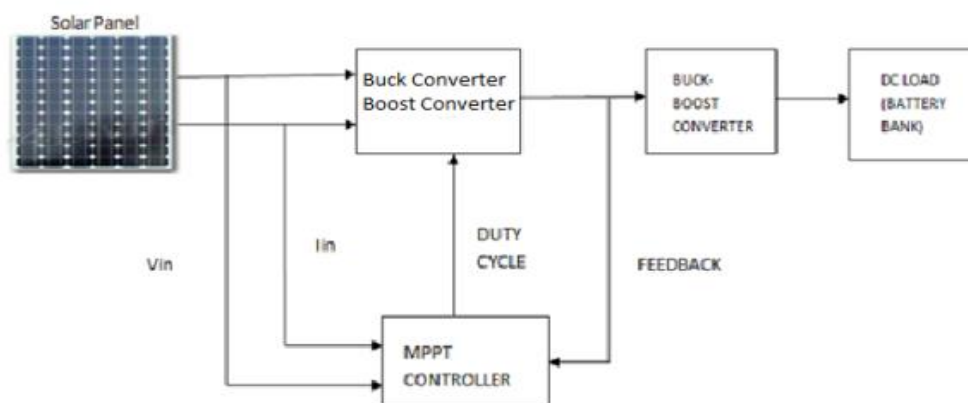 Solar Panel
Buck Converter
Boost Converter
BUCK-
BOOST
CONVERTER
DC LOAD
(BATTERY
BANK)
Vin
Iin
DUTY
CYCLE
FEEDBACK
MPPT
CONTROLLER